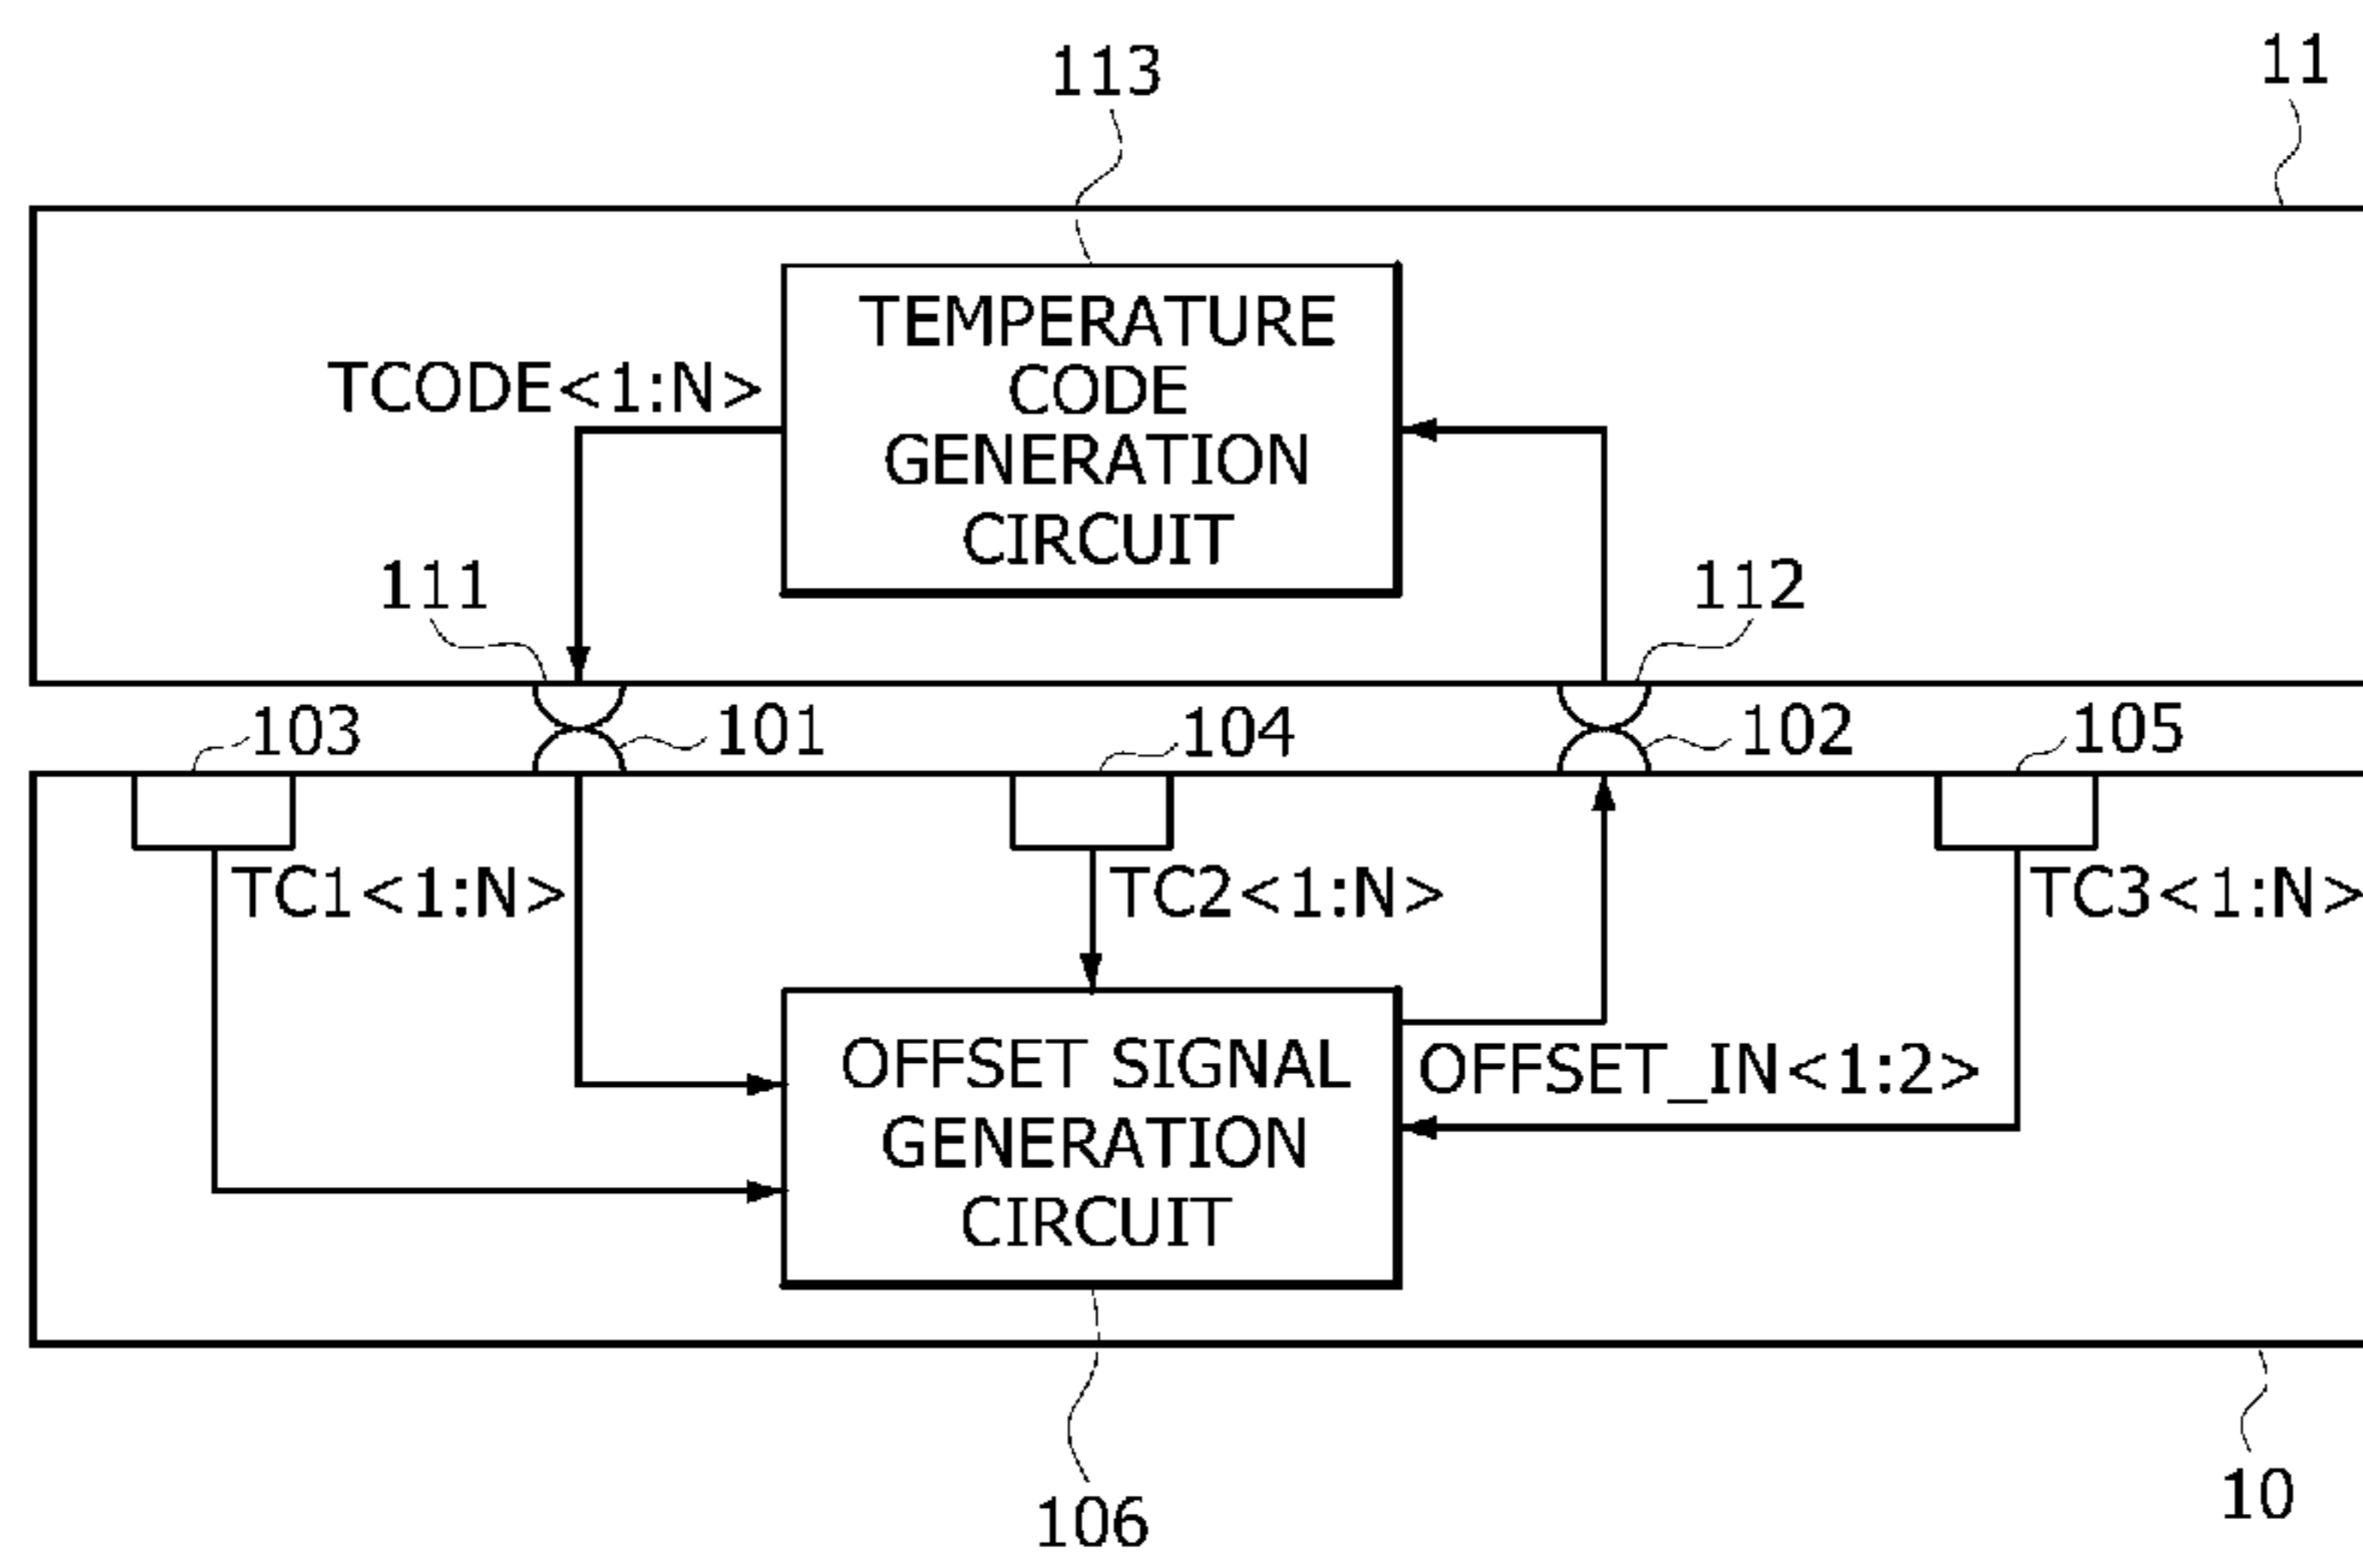 113
11
TEMPERATURE
CODE
GENERATION
CIRCUIT
TCODE<1:N>
111
112
103
101
104
102
105
TC1<1:N>
TC2<1:N>
TC3<1:N>
OFFSET SIGNAL
GENERATION
CIRCUIT
OFFSET_IN<1:2>
106
10